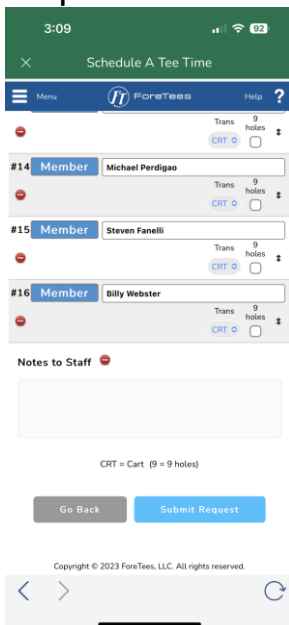 3:09
92
× Schedule A Tee Time
Menu FT ForeTees Help ?
Trans 9 holes
CRT
#14 Member Michael Perdigao
Trans 9 holes
CRT
#15 Member Steven Fanelli
Trans 9 holes
CRT
#16 Member Billy Webster
Trans 9 holes
CRT
Notes to Staff
CRT = Cart (9 = 9 holes)
Go Back Submit Request
Copyright © 2023 ForeTees, LLC. All rights reserved.